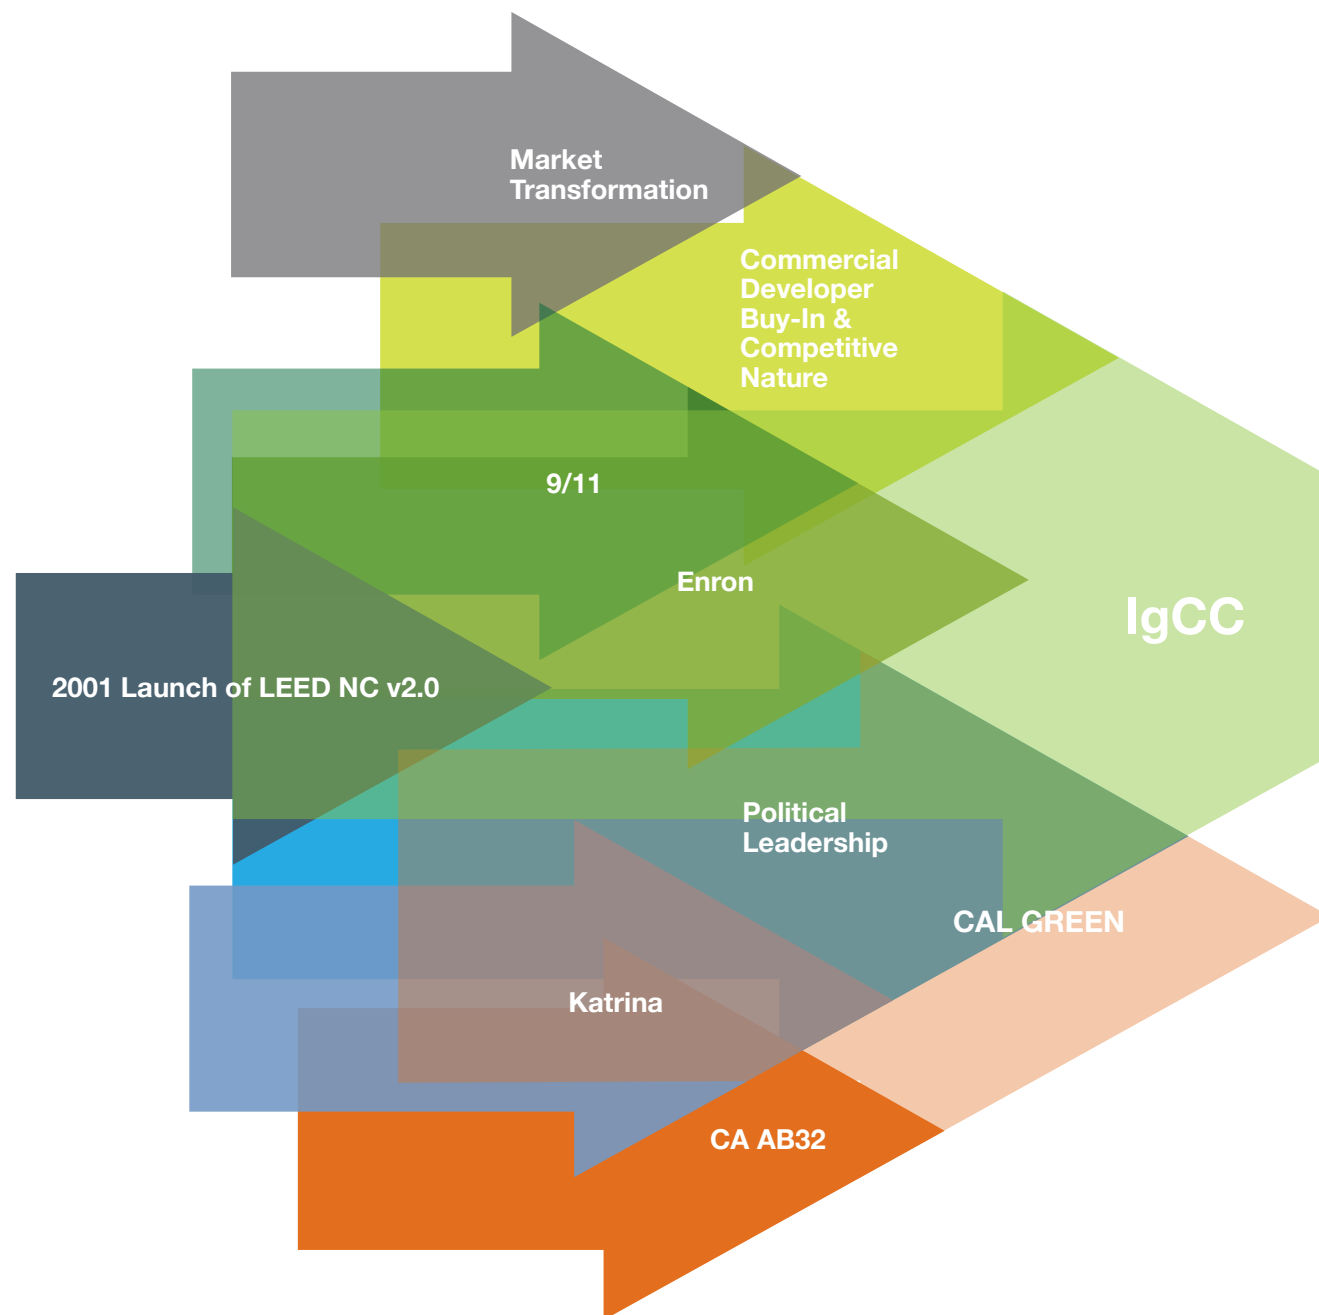 Market
Transformation
Commercial
Developer
Buy-In &
Competitive
Nature
9/11
Enron
IgCC
2001 Launch of LEED NC v2.0
Political
Leadership
CAL GREEN
Katrina
CA AB32